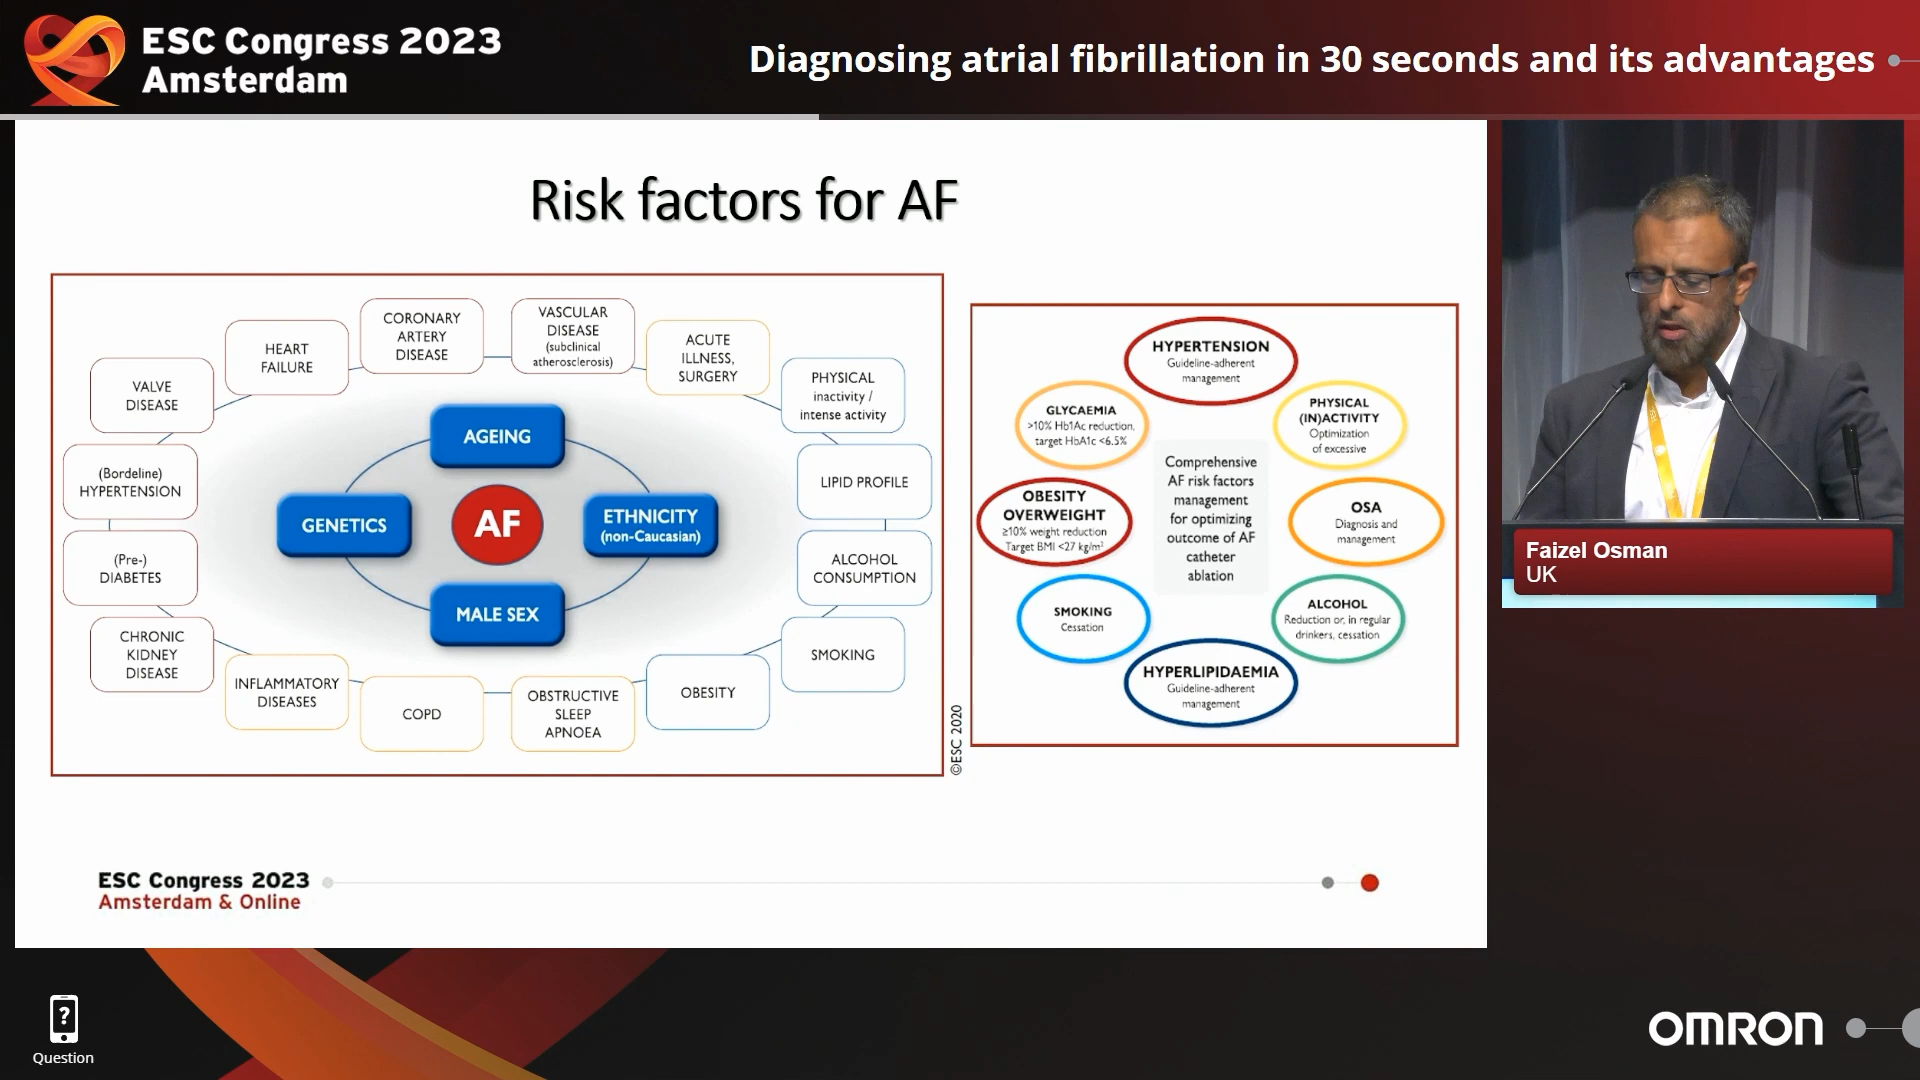 ESC Congress 2023
Amsterdam
Diagnosing atrial fibrillation in 30 seconds and its advantages
Risk factors for AF
CORONARY
ARTERY
DISEASE
VASCULAR
DISEASE
(subclinical
atherosclerosis)
HEART
FAILURE
ACUTE
ILLNESS,
SURGERY
VALVE
DISEASE
PHYSICAL
inactivity /
intense activity
(Bordeline)
HYPERTENSION
LIPID PROFILE
(Pre-)
DIABETES
ALCOHOL
CONSUMPTION
CHRONIC
KIDNEY
DISEASE
SMOKING
INFLAMMATORY
DISEASES
COPD
OBSTRUCTIVE
SLEEP
APNOEA
OBESITY
AGEING
GENETICS
AF
ETHNICITY
(non-Caucasian)
MALE SEX
©ESC 2020
HYPERTENSION
Guideline-adherent
management
GLYCAEMIA
>10% Hb1Ac reduction,
target HbA1c <6.5%
PHYSICAL
(IN)ACTIVITY
Optimization
of excessive
OBESITY
OVERWEIGHT
≥10% weight reduction
Target BMI <27 kg/m²
Comprehensive
AF risk factors
management
for optimizing
outcome of AF
catheter
ablation
OSA
Diagnosis and
management
SMOKING
Cessation
ALCOHOL
Reduction or, in regular
drinkers, cessation
HYPERLIPIDAEMIA
Guideline-adherent
management
ESC Congress 2023
Amsterdam & Online
Faizel Osman
UK
?
Question
OMRON